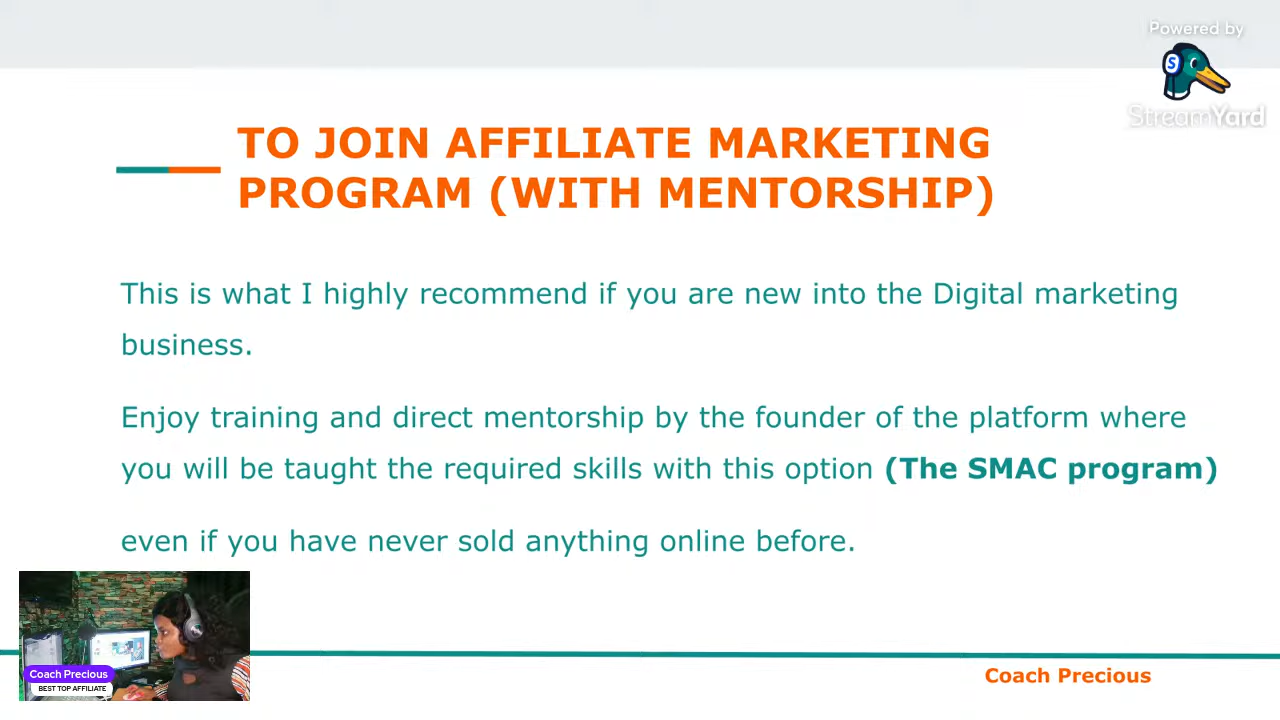 Powered by
StreamYard
TO JOIN AFFILIATE MARKETING
PROGRAM (WITH MENTORSHIP)
This is what I highly recommend if you are new into the Digital marketing
business.
Enjoy training and direct mentorship by the founder of the platform where
you will be taught the required skills with this option (The SMAC program)
even if you have never sold anything online before.
Coach Precious
BEST TOP AFFILIATE
Coach Precious